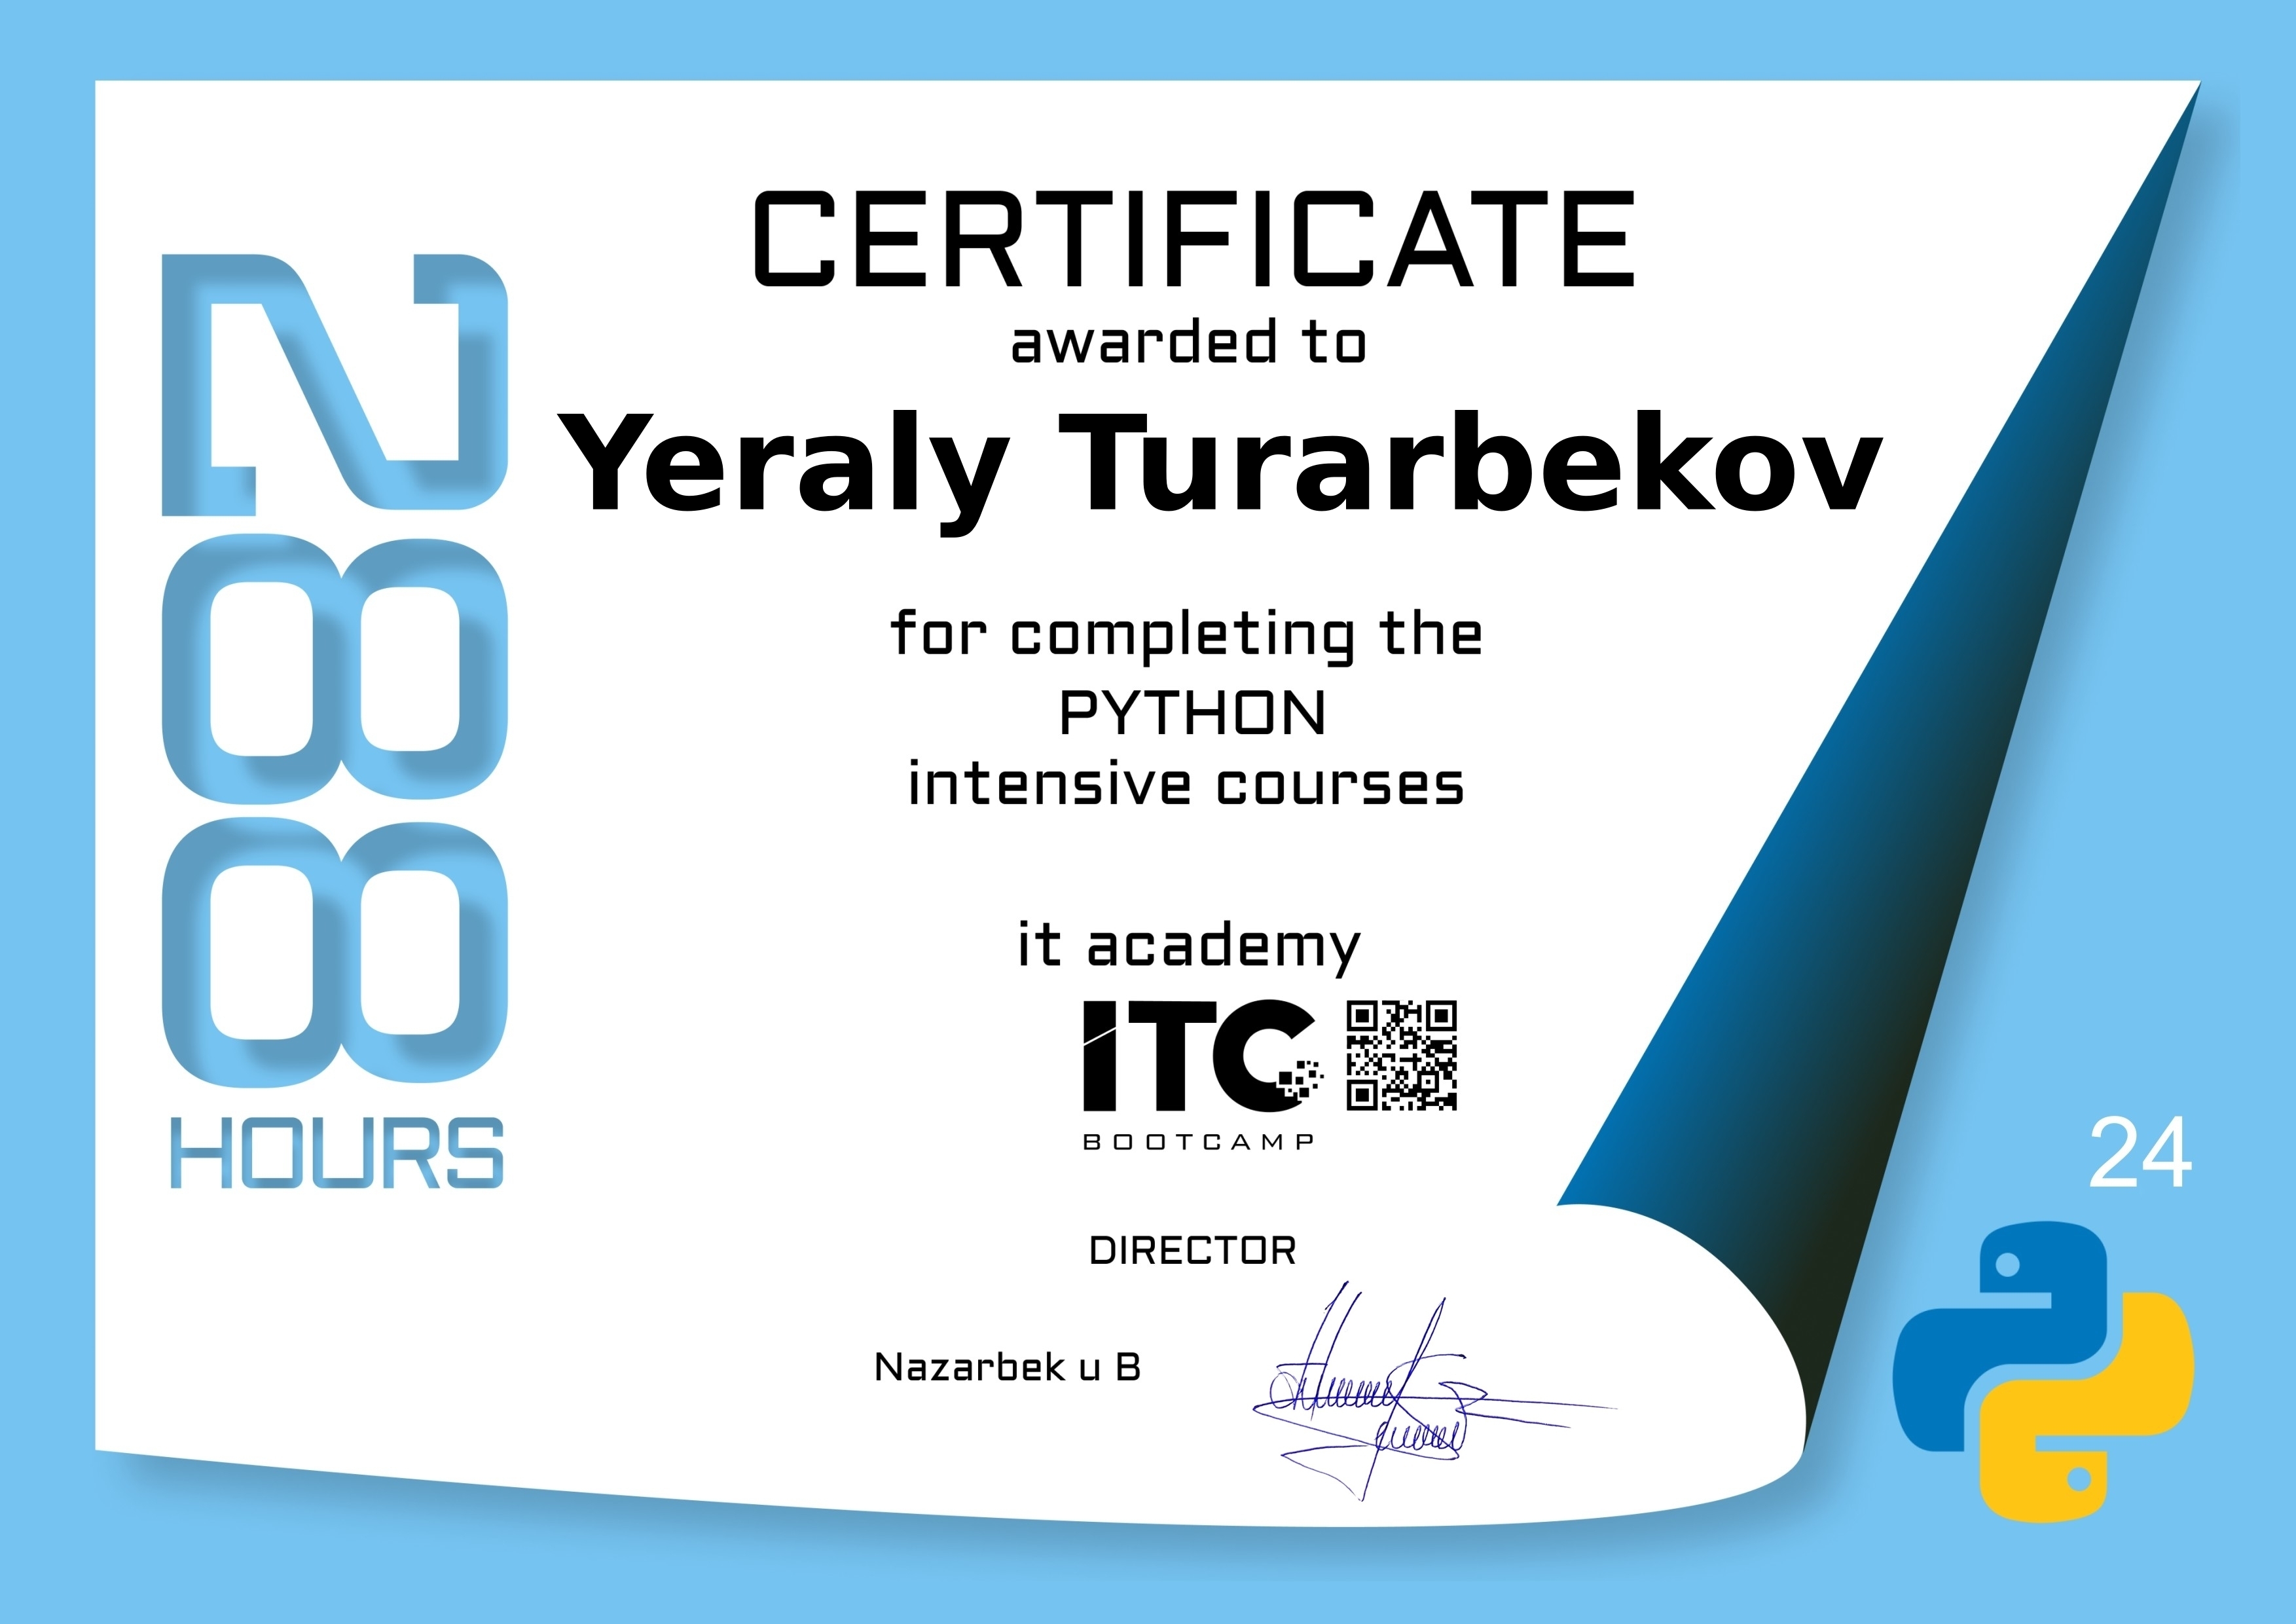 CERTIFICATE
awarded to
Yeraly Turarbekov
for completing the
PYTHON
intensive courses
it academy
ITC
BOOTCAMP
DIRECTOR
Nazarbek u B
288
HOURS
24